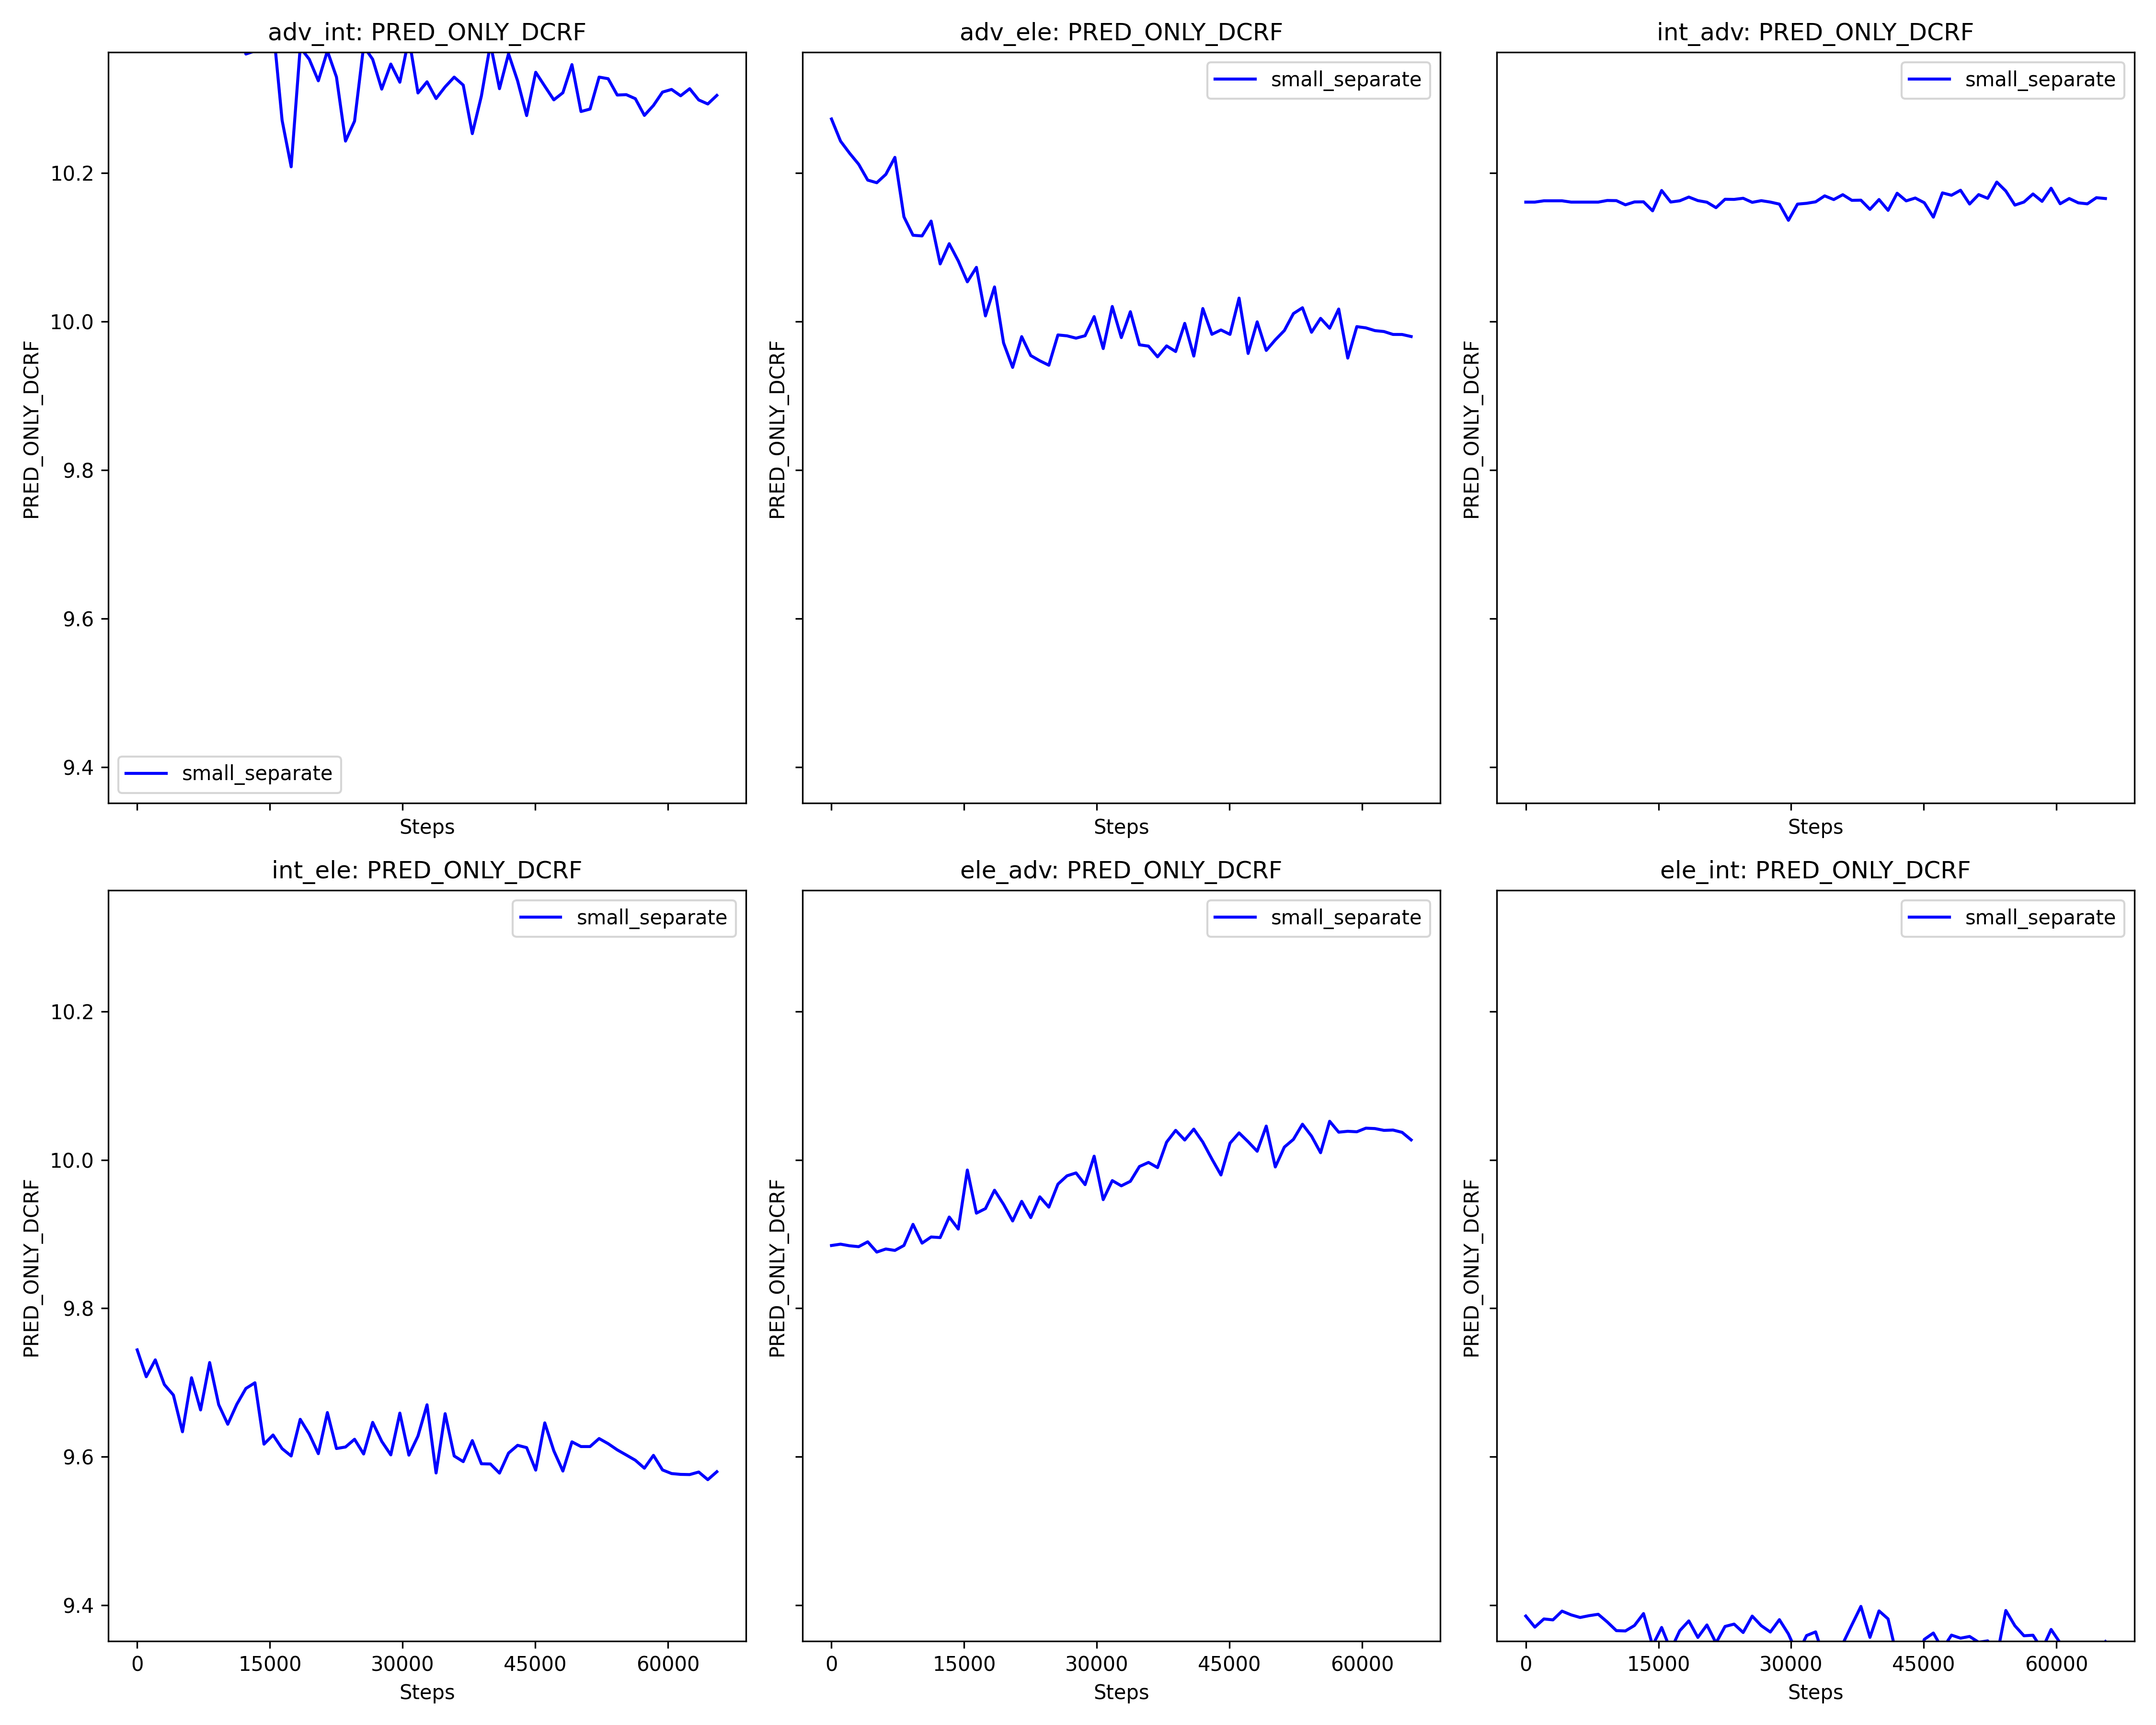 adv_int: PRED_ONLY_DCRF
PRED_ONLY_DCRF
10.2
10.0
9.8
9.6
9.4
small_separate
Steps
adv_ele: PRED_ONLY_DCRF
PRED_ONLY_DCRF
small_separate
Steps
int_adv: PRED_ONLY_DCRF
PRED_ONLY_DCRF
small_separate
Steps
int_ele: PRED_ONLY_DCRF
PRED_ONLY_DCRF
small_separate
10.2
10.0
9.8
9.6
9.4
0 15000 30000 45000 60000
Steps
ele_adv: PRED_ONLY_DCRF
PRED_ONLY_DCRF
small_separate
0 15000 30000 45000 60000
Steps
ele_int: PRED_ONLY_DCRF
PRED_ONLY_DCRF
small_separate
0 15000 30000 45000 60000
Steps